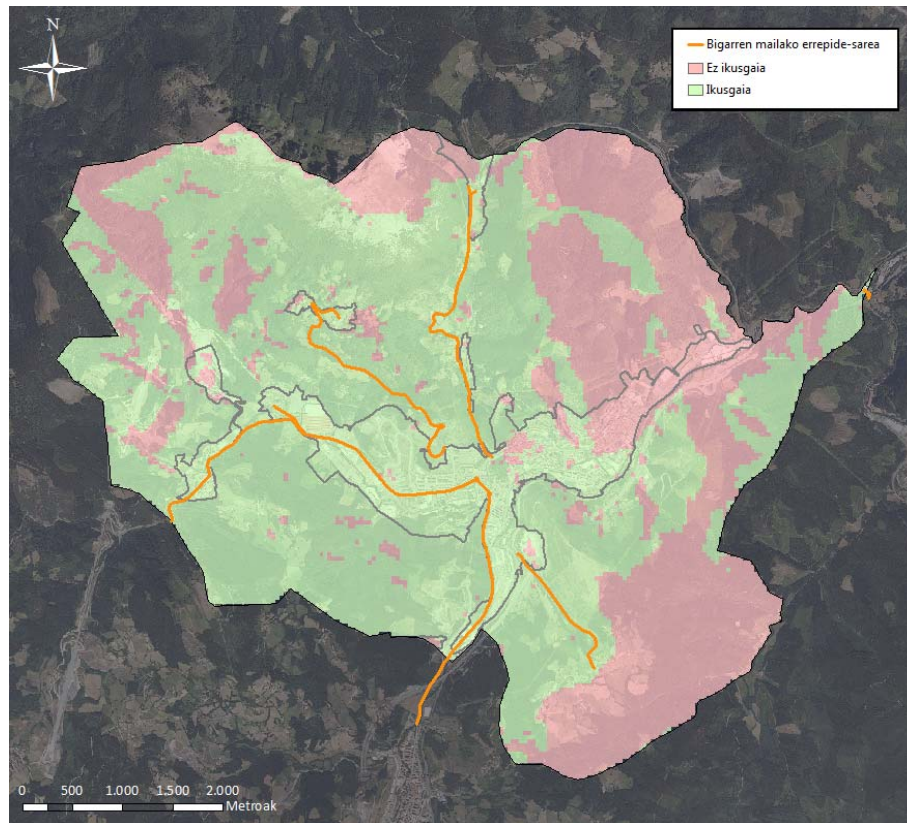 N
Bigarren mailako errepide-sarea
Ez ikusgaia
Ikusgaia
0 500 1.000 1.500 2.000
Metroak